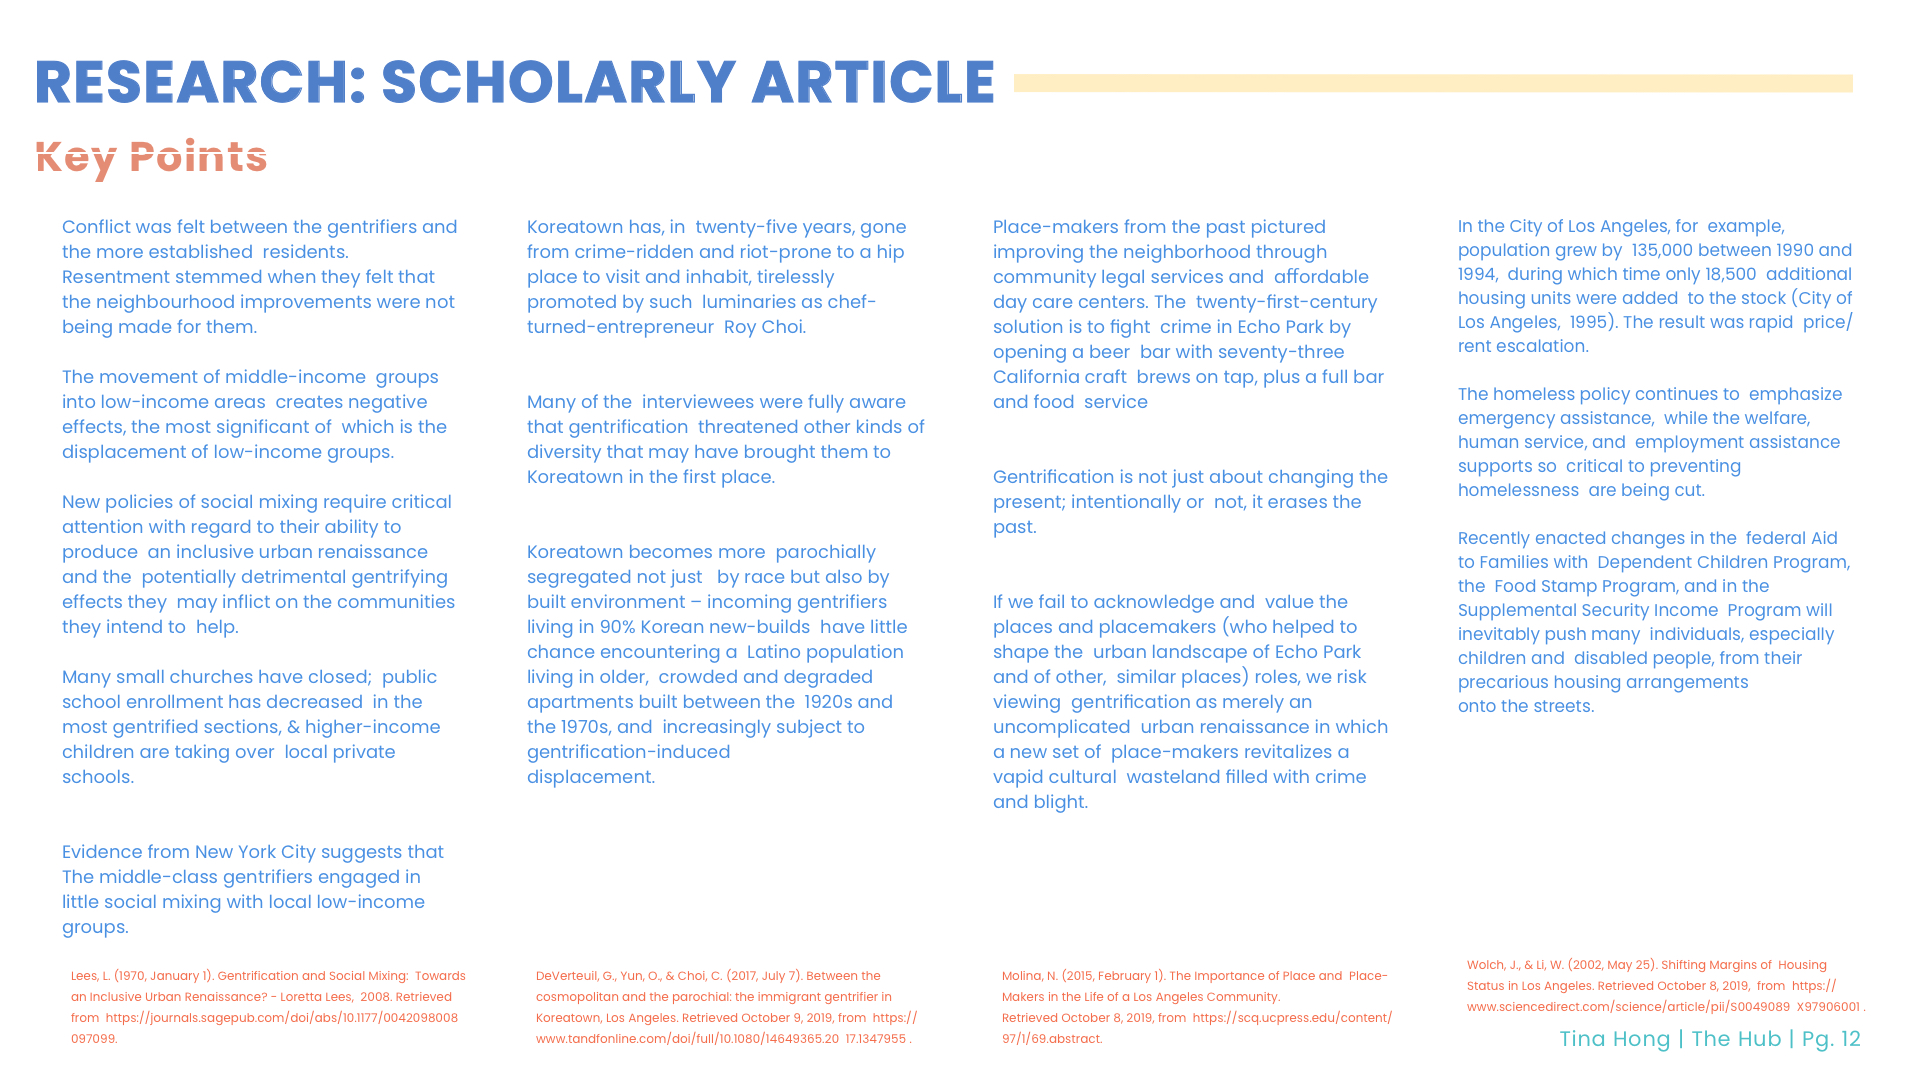 RESEARCH: SCHOLARLY ARTICLE
Key Points
Conflict was felt between the gentrifiers and
the more established residents.
Resentment stemmed when they felt that
the neighbourhood improvements were not
being made for them.
The movement of middle-income groups
into low-income areas creates negative
effects, the most significant of which is the
displacement of low-income groups.
New policies of social mixing require critical
attention with regard to their ability to
produce an inclusive urban renaissance
and the potentially detrimental gentrifying
effects they may inflict on the communities
they intend to help.
Many small churches have closed; public
school enrollment has decreased in the
most gentrified sections, & higher-income
children are taking over local private
schools.
Evidence from New York City suggests that
The middle-class gentrifiers engaged in
little social mixing with local low-income
groups.
Lees, L. (1970, January 1). Gentrification and Social Mixing: Towards
an Inclusive Urban Renaissance? - Loretta Lees, 2008. Retrieved
from https://journals.sagepub.com/doi/abs/10.1177/0042098008
097099.
Koreatown has, in twenty-five years, gone
from crime-ridden and riot-prone to a hip
place to visit and inhabit, tirelessly
promoted by such luminaries as chef-
turned-entrepreneur Roy Choi.
Many of the interviewees were fully aware
that gentrification threatened other kinds of
diversity that may have brought them to
Koreatown in the first place.
Koreatown becomes more parochially
segregated not just by race but also by
built environment – incoming gentrifiers
living in 90% Korean new-builds have little
chance encountering a Latino population
living in older, crowded and degraded
apartments built between the 1920s and
the 1970s, and increasingly subject to
gentrification-induced
displacement.
DeVerteuil, G., Yun, O., & Choi, C. (2017, July 7). Between the
cosmopolitan and the parochial: the immigrant gentrifier in
Koreatown, Los Angeles. Retrieved October 9, 2019, from https://
www.tandfonline.com/doi/full/10.1080/14649365.20 17.1347955 .
Place-makers from the past pictured
improving the neighborhood through
community legal services and affordable
day care centers. The twenty-first-century
solution is to fight crime in Echo Park by
opening a beer bar with seventy-three
California craft brews on tap, plus a full bar
and food service
Gentrification is not just about changing the
present; intentionally or not, it erases the
past.
If we fail to acknowledge and value the
places and placemakers (who helped to
shape the urban landscape of Echo Park
and of other, similar places) roles, we risk
viewing gentrification as merely an
uncomplicated urban renaissance in which
a new set of place-makers revitalizes a
vapid cultural wasteland filled with crime
and blight.
Molina, N. (2015, February 1). The Importance of Place and Place-
Makers in the Life of a Los Angeles Community.
Retrieved October 8, 2019, from https://scq.ucpress.edu/content/
97/1/69.abstract.
In the City of Los Angeles, for example,
population grew by 135,000 between 1990 and
1994, during which time only 18,500 additional
housing units were added to the stock (City of
Los Angeles, 1995). The result was rapid price/
rent escalation.
The homeless policy continues to emphasize
emergency assistance, while the welfare,
human service, and employment assistance
supports so critical to preventing
homelessness are being cut.
Recently enacted changes in the federal Aid
to Families with Dependent Children Program,
the Food Stamp Program, and in the
Supplemental Security Income Program will
inevitably push many individuals, especially
children and disabled people, from their
precarious housing arrangements
onto the streets.
Wolch, J., & Li, W. (2002, May 25). Shifting Margins of Housing
Status in Los Angeles. Retrieved October 8, 2019, from https://
www.sciencedirect.com/science/article/pii/S0049089 X97906001 .
Tina Hong | The Hub | Pg. 12